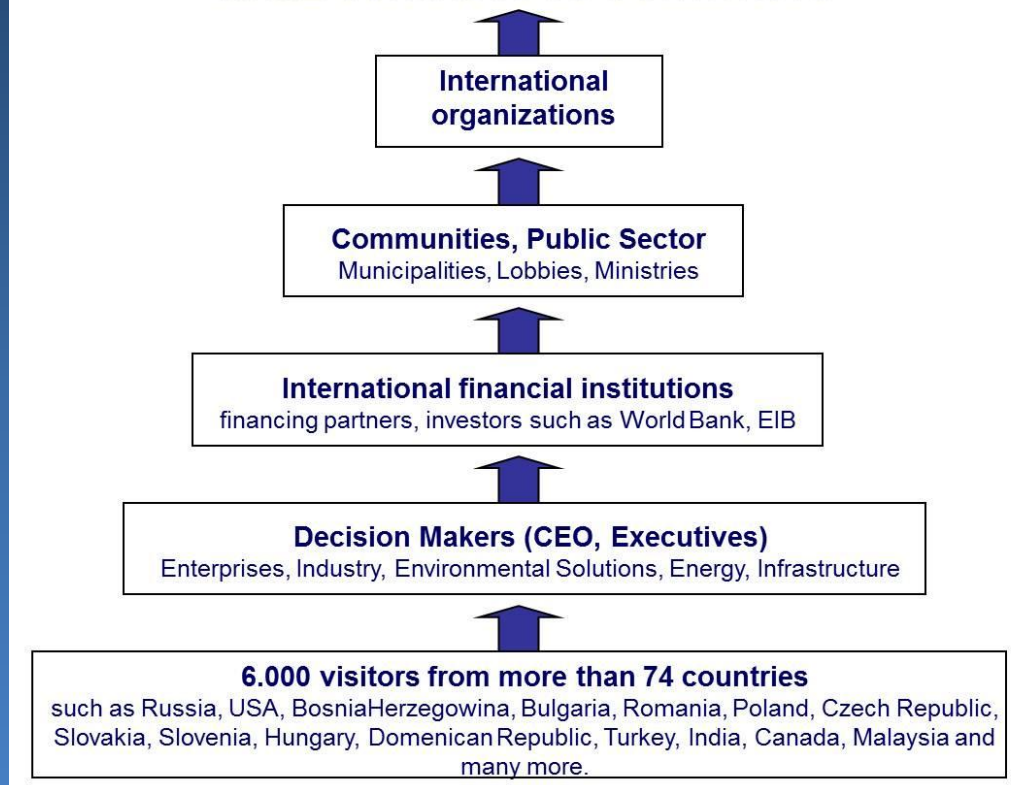 International
organizations
Communities, Public Sector
Municipalities, Lobbies, Ministries
International financial institutions
financing partners, investors such as World Bank, EIB
Decision Makers (CEO, Executives)
Enterprises, Industry, Environmental Solutions, Energy, Infrastructure
6.000 visitors from more than 74 countries
such as Russia, USA, BosniaHerzegowina, Bulgaria, Romania, Poland, Czech Republic,
Slovakia, Slovenia, Hungary, Domenican Republic, Turkey, India, Canada, Malaysia and
many more.